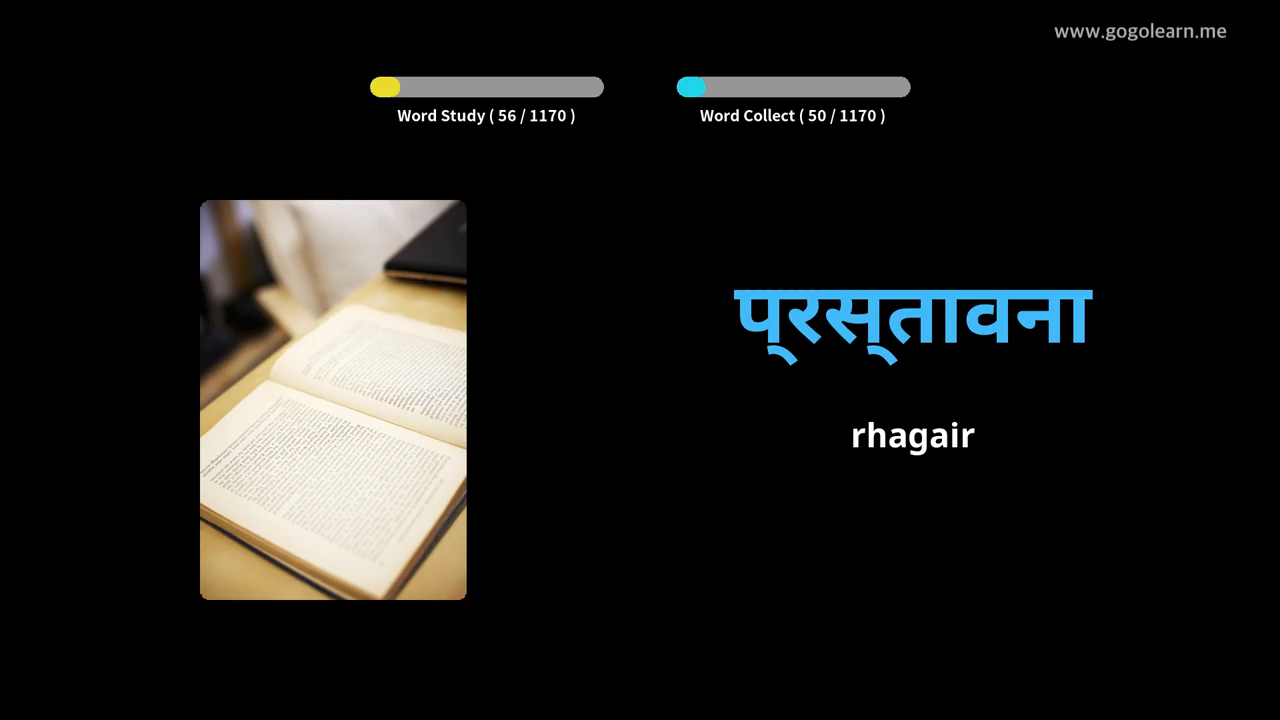 www.gogolearn.me
Word Study ( 56 / 1170 )
Word Collect ( 50 / 1170 )
प्रस्तावना
rhagair